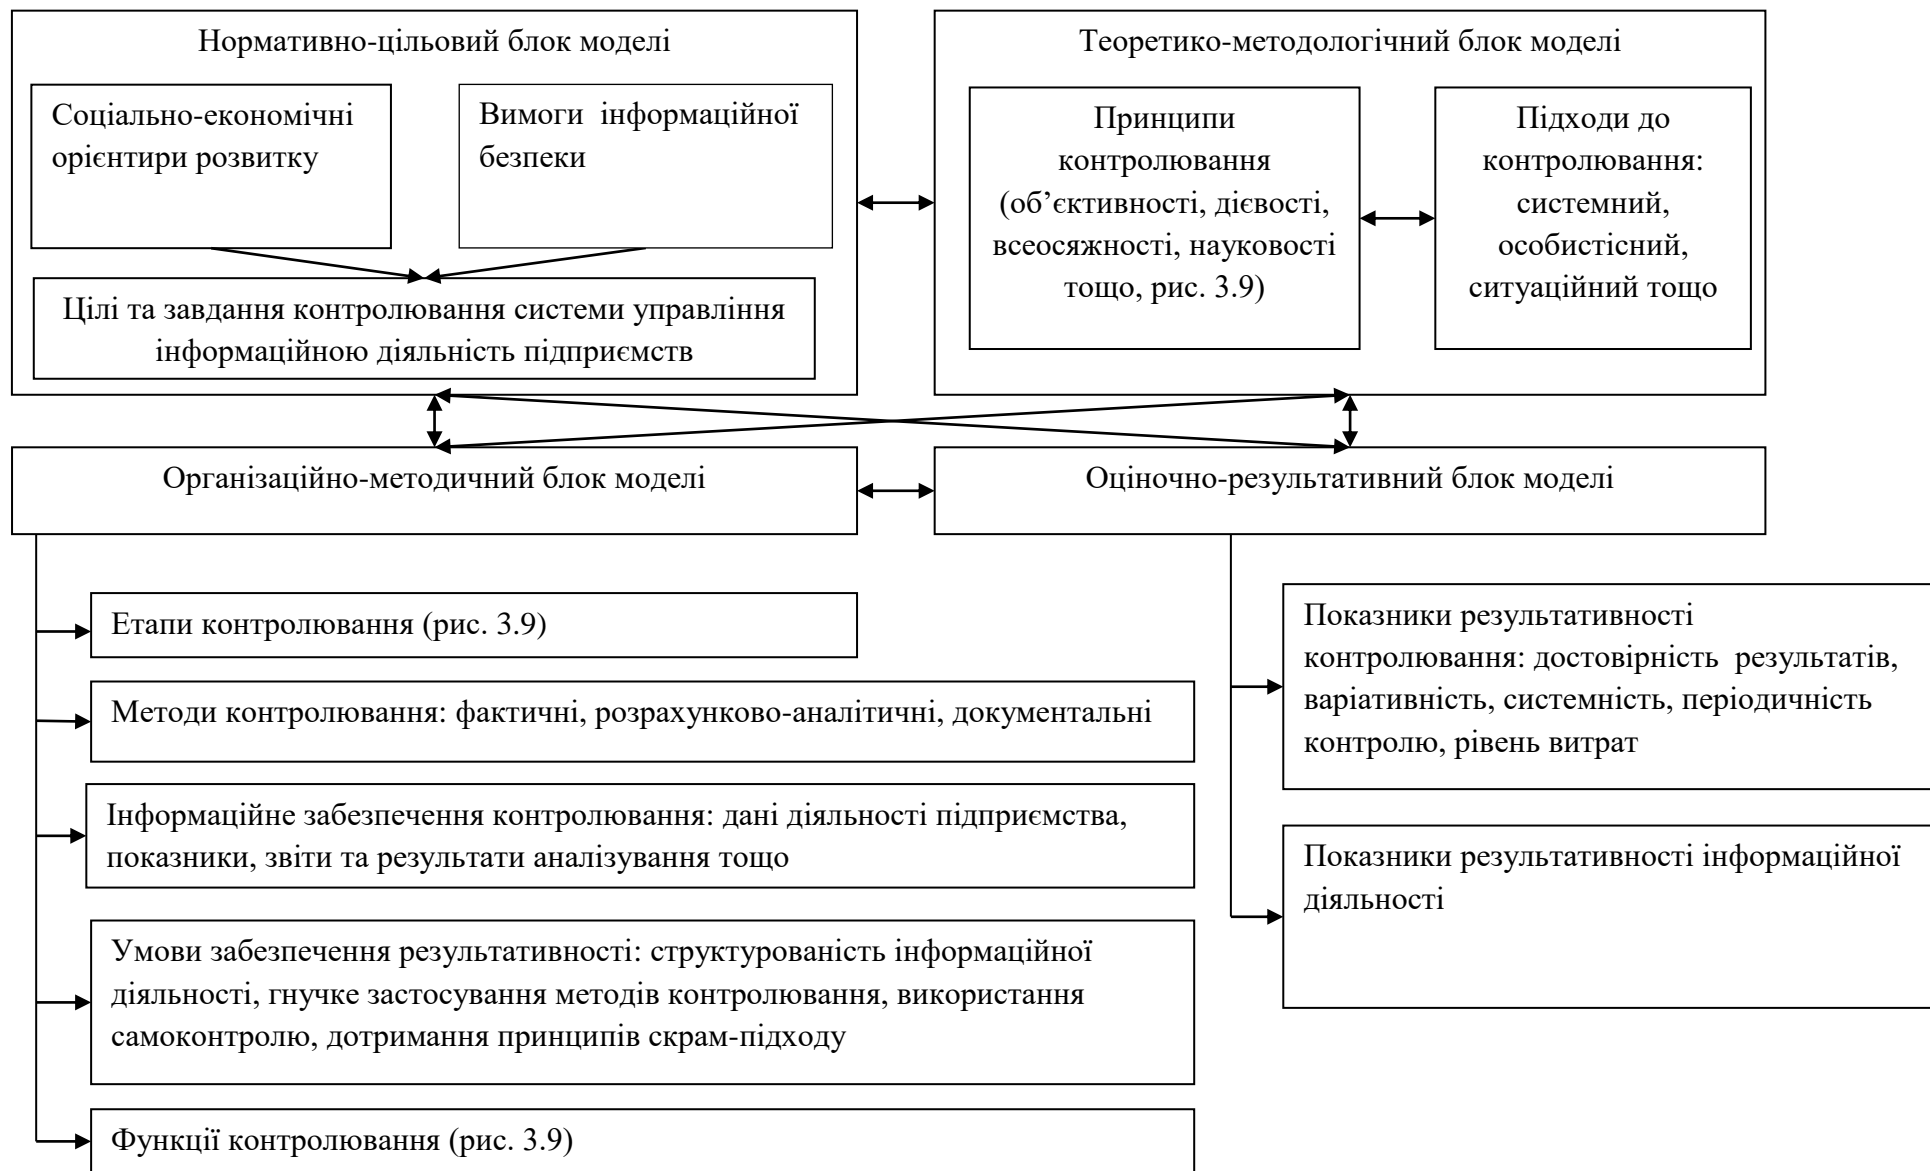 Нормативно-цільовий блок моделі
Соціально-економічні
орієнтири розвитку
Вимоги інформаційної
безпеки
Цілі та завдання контролювання системи управління
інформаційною діяльність підприємств
Теоретико-методологічний блок моделі
Принципи
контролювання
(об’єктивності, дієвості,
всеосяжності, науковості
тощо, рис. 3.9)
Підходи до
контролювання:
системний,
особистісний,
ситуаційний тощо
Організаційно-методичний блок моделі
Оціночно-результативний блок моделі
Етапи контролювання (рис. 3.9)
Методи контролювання: фактичні, розрахунково-аналітичні, документальні
Інформаційне забезпечення контролювання: дані діяльності підприємства,
показники, звіти та результати аналізування тощо
Умови забезпечення результативності: структурованість інформаційної
діяльності, гнучке застосування методів контролювання, використання
самоконтролю, дотримання принципів скрам-підходу
Функції контролювання (рис. 3.9)
Показники результативності
контролювання: достовірність результатів,
варіативність, системність, періодичність
контролю, рівень витрат
Показники результативності інформаційної
діяльності